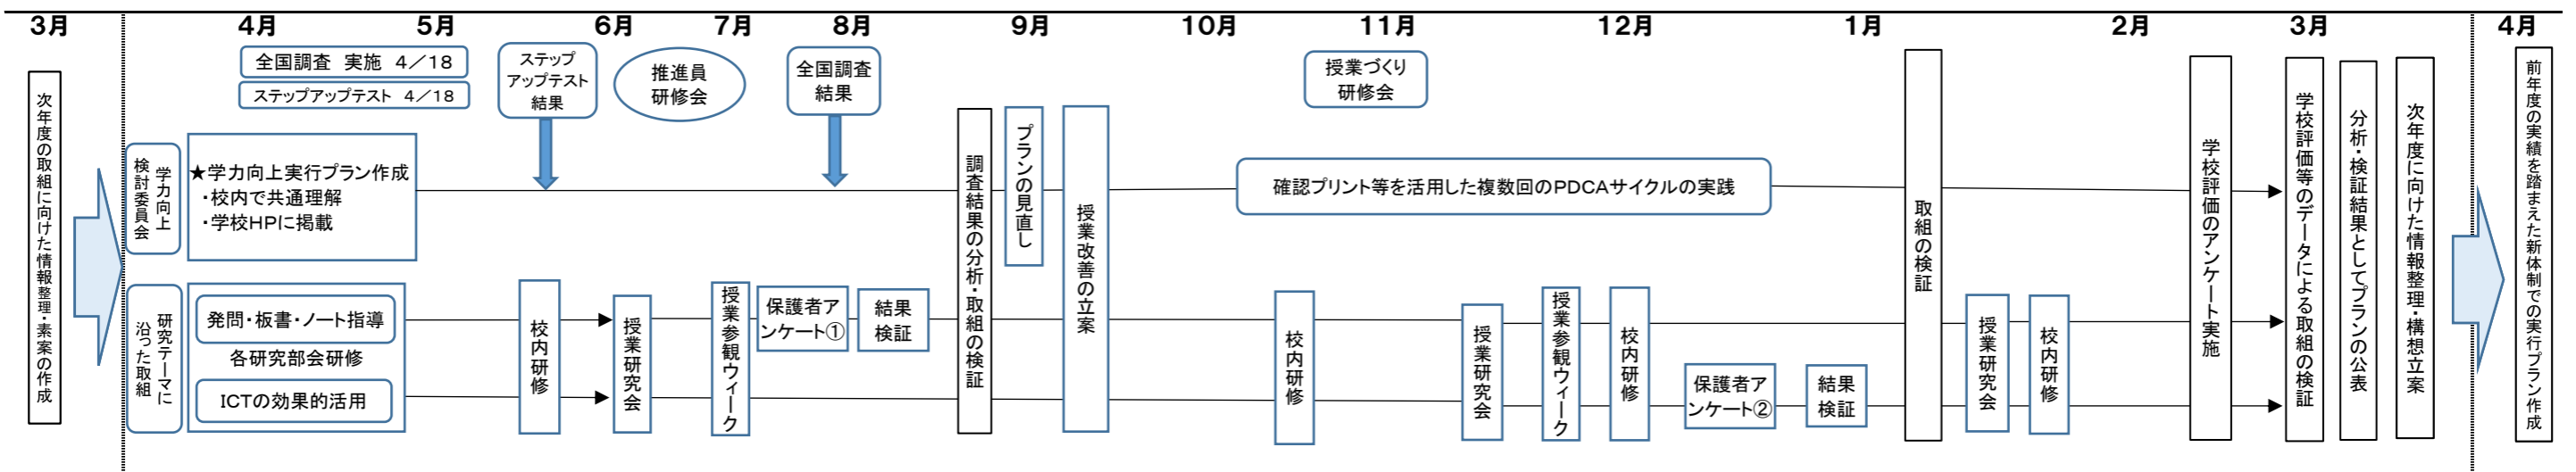 3月
4月
5月
6月
7月
8月
9月
10月
11月
12月
1月
2月
3月
4月
次年度の取組に向けた情報整理・素案の作成
全国調査 実施 4／18
ステップアップテスト 4／18
ステップ
アップテスト
結果
推進員
研修会
全国調査
結果
授業づくり
研修会
学力向上
検討委員会
★学力向上実行プラン作成
・校内で共通理解
・学校HPに掲載
調査結果の分析・取組の検証
プランの見直し
授業改善の立案
確認プリント等を活用した複数回のPDCAサイクルの実践
取組の検証
学校評価のアンケート実施
学校評価等のデータによる取組の検証
分析・検証結果としてプランの公表
次年度に向けた情報整理・構想立案
前年度の実績を踏まえた新体制での実行プラン作成
研究テーマに
沿った取組
発問・板書・ノート指導
各研究部会研修
ICTの効果的活用
校内研修
授業研究会
授業参観ウィーク
保護者ア
ンケート①
結果
検証
校内研修
授業研究会
授業参観ウィーク
校内研修
保護者ア
ンケート②
結果
検証
授業研究会
校内研修